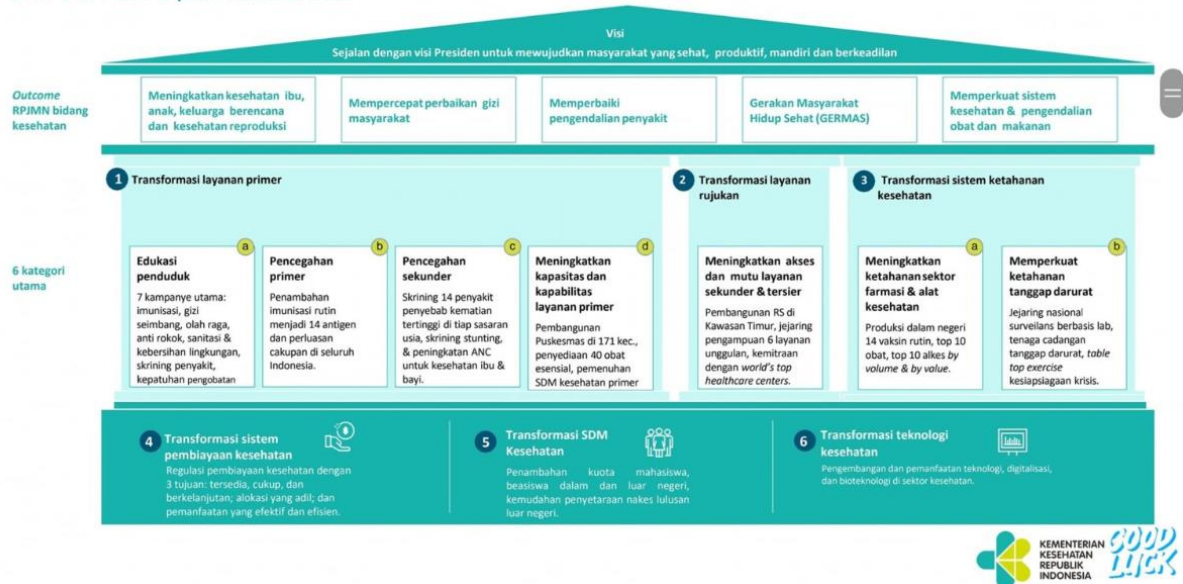 Visi
Sejalan dengan visi Presiden untuk mewujudkan masyarakat yang sehat, produktif, mandiri dan berkeadilan
Outcome
RPJMN bidang
kesehatan
Meningkatkan kesehatan ibu,
anak, keluarga berencana
dan kesehatan reproduksi
Mempercepat perbaikan gizi
masyarakat
Memperbaiki
pengendalian penyakit
Gerakan Masyarakat
Hidup Sehat (GERMAS)
Memperkuat sistem
kesehatan & pengendalian
obat dan makanan
6 kategori
utama
1 Transformasi layanan primer
a
Edukasi
penduduk
7 kampanye utama:
imunisasi, gizi
seimbang, olah raga,
anti rokok, sanitasi &
kebersihan lingkungan,
skrining penyakit,
kepatuhan pengobatan
b
Pencegahan
primer
Penambahan
imunisasi rutin
menjadi 14 antigen
dan perluasan
cakupan di seluruh
Indonesia.
c
Pencegahan
sekunder
Skrining 14 penyakit
penyebab kematian
tertinggi di tiap sasaran
usia, skrining stunting,
& peningkatan ANC
untuk kesehatan ibu &
bayi.
d
Meningkatkan
kapasitas dan
kapabilitas
layanan primer
Pembangunan
Puskesmas di 171 kec.,
penyediaan 40 obat
esensial, pemenuhan
SDM kesehatan primer
2 Transformasi layanan
rujukan
Meningkatkan akses
dan mutu layanan
sekunder & tersier
Pembangunan RS di
Kawasan Timur, jejaring
pengampuan 6 layanan
unggulan, kemitraan
dengan world's top
healthcare centers.
3 Transformasi sistem ketahanan
kesehatan
a
Meningkatkan
ketahanan sektor
farmasi & alat
kesehatan
Produksi dalam negeri
14 vaksin rutin, top 10
obat, top 10 alkes by
volume & by value.
b
Memperkuat
ketahanan
tanggap darurat
Jejaring nasional
surveilans berbasis lab,
tenaga cadangan
tanggap darurat, table
top exercise
kesiapsiagaan krisis.
4 Transformasi sistem
pembiayaan kesehatan
Regulasi pembiayaan kesehatan dengan
3 tujuan: tersedia, cukup, dan
berkelanjutan; alokasi yang adil; dan
pemanfaatan yang efektif dan efisien.
5 Transformasi SDM
Kesehatan
Penambahan kuota mahasiswa,
beasiswa dalam dan luar negeri,
kemudahan penyetaraan nakes lulusan
luar negeri.
6 Transformasi teknologi
kesehatan
Pengembangan dan pemanfaatan teknologi, digitalisasi,
dan bioteknologi di sektor kesehatan.
KEMENTERIAN
KESEHATAN
REPUBLIK
INDONESIA
GOOD
LUCK